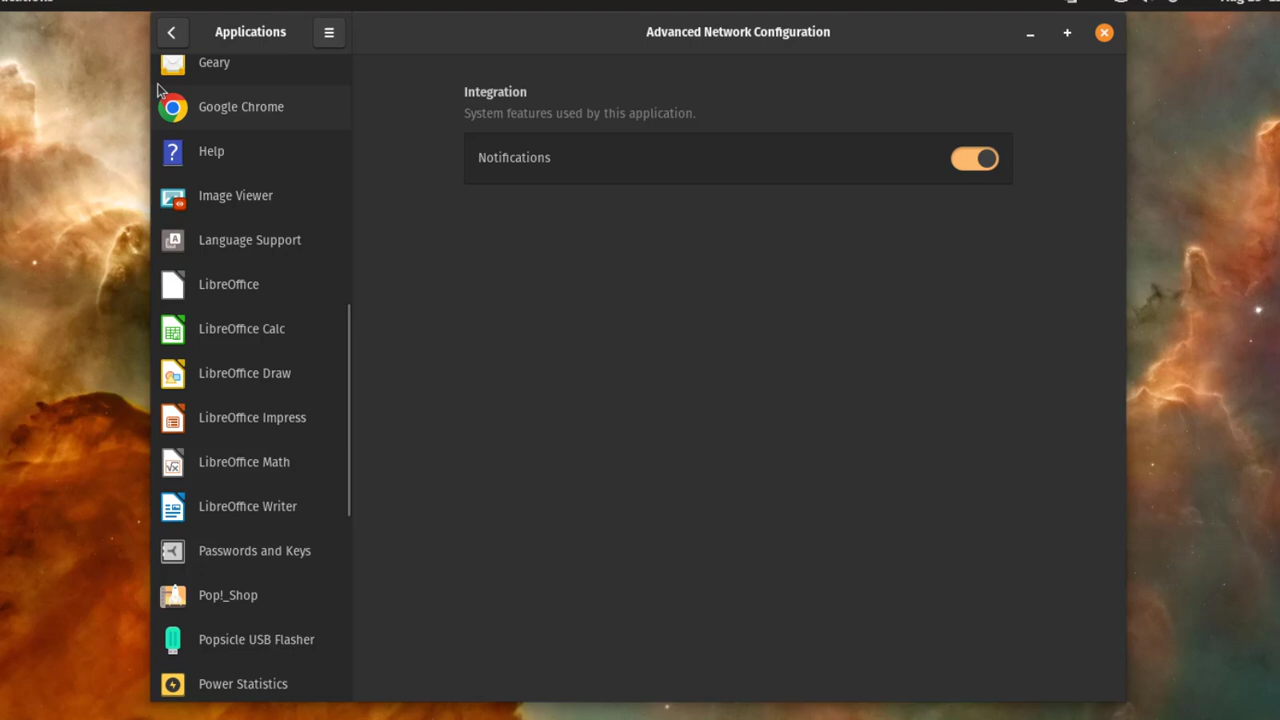 Applications
Advanced Network Configuration
Geary
Google Chrome
Help
Image Viewer
Language Support
LibreOffice
LibreOffice Calc
LibreOffice Draw
LibreOffice Impress
LibreOffice Math
LibreOffice Writer
Passwords and Keys
Pop!_Shop
Popsicle USB Flasher
Power Statistics
Integration
System features used by this application.
Notifications